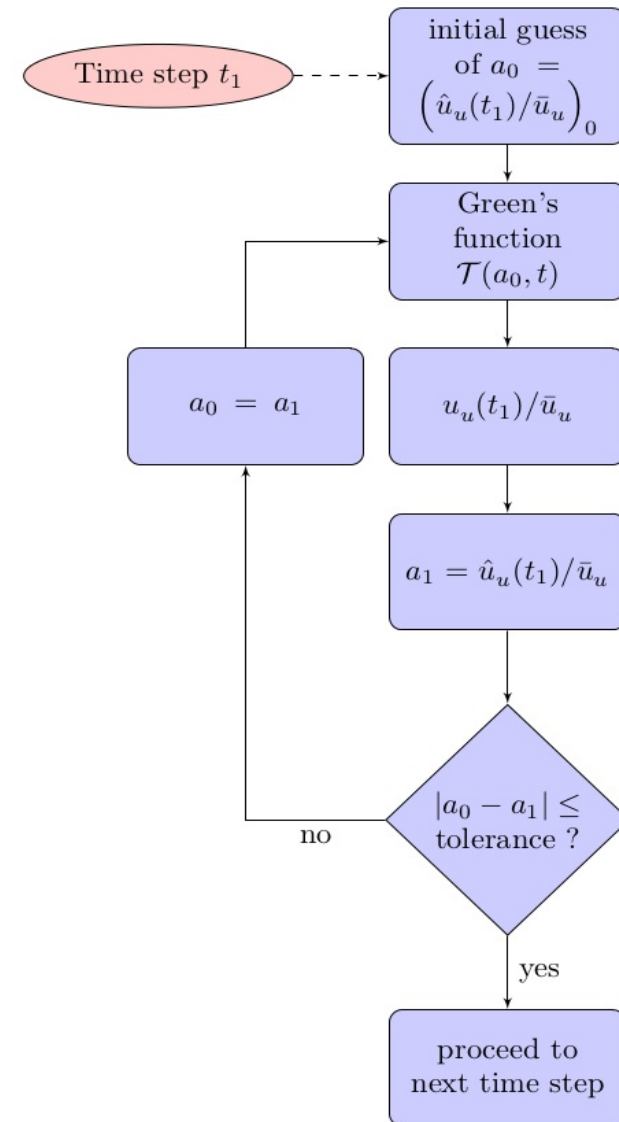 Time step t₁
initial guess
of a₀ =
(û_u(t₁)/ū_u)₀
Green's
function
𝒯(a₀, t)
a₀ = a₁
u_u(t₁)/ū_u
a₁ = û_u(t₁)/ū_u
|a₀ − a₁| ≤
tolerance ?
no
yes
proceed to
next time step